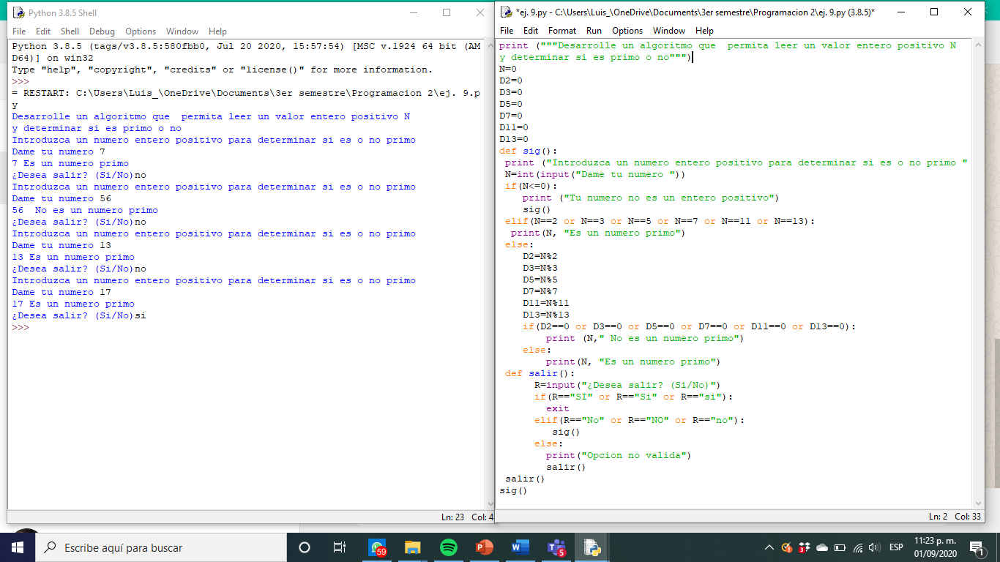 Python 3.8.5 Shell
File Edit Shell Debug Options Window Help
Python 3.8.5 (tags/v3.8.5:580fbb0, Jul 20 2020, 15:57:54) [MSC v.1924 64 bit (AM
D64)] on win32
Type "help", "copyright", "credits" or "license()" for more information.
>>>
= RESTART: C:\Users\Luis_\OneDrive\Documents\3er semestre\Programacion 2\ej. 9.p
y
Desarrolle un algoritmo que  permita leer un valor entero positivo N
y determinar si es primo o no
Introduzca un numero entero positivo para determinar si es o no primo
Dame tu numero 7
7 Es un numero primo
¿Desea salir? (Si/No)no
Introduzca un numero entero positivo para determinar si es o no primo
Dame tu numero 56
56  No es un numero primo
¿Desea salir? (Si/No)no
Introduzca un numero entero positivo para determinar si es o no primo
Dame tu numero 13
13 Es un numero primo
¿Desea salir? (Si/No)no
Introduzca un numero entero positivo para determinar si es o no primo
Dame tu numero 17
17 Es un numero primo
¿Desea salir? (Si/No)si
>>>
Ln: 23 Col: 4
*ej. 9.py - C:\Users\Luis_\OneDrive\Documents\3er semestre\Programacion 2\ej. 9.py (3.8.5)*
File Edit Format Run Options Window Help
print ("""Desarrolle un algoritmo que  permita leer un valor entero positivo N
y determinar si es primo o no""")
N=0
D2=0
D3=0
D5=0
D7=0
D11=0
D13=0
def sig():
 print ("Introduzca un numero entero positivo para determinar si es o no primo "
 N=int(input("Dame tu numero "))
 if(N<=0):
    print ("Tu numero no es un entero positivo")
    sig()
 elif(N==2 or N==3 or N==5 or N==7 or N==11 or N==13):
  print(N, "Es un numero primo")
 else:
    D2=N%2
    D3=N%3
    D5=N%5
    D7=N%7
    D11=N%11
    D13=N%13
    if(D2==0 or D3==0 or D5==0 or D7==0 or D11==0 or D13==0):
        print (N," No es un numero primo")
    else:
        print(N, "Es un numero primo")
 def salir():
      R=input("¿Desea salir? (Si/No)")
      if(R=="SI" or R=="Si" or R=="si"):
        exit
      elif(R=="No" or R=="NO" or R=="no"):
         sig()
      else:
        print("Opcion no valida")
        salir()
 salir()
sig()
Ln: 2 Col: 33
Escribe aquí para buscar
59
5
3
ESP
11:23 p. m.
01/09/2020
1